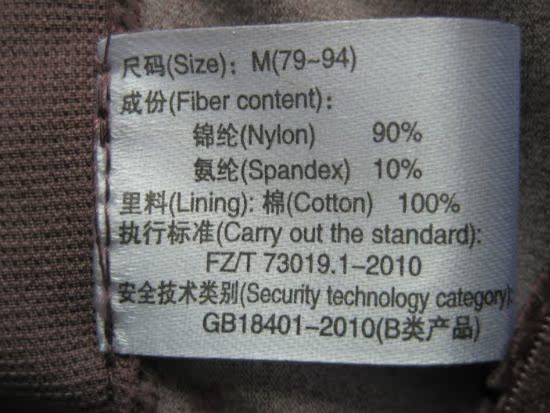 尺码(Size): M(79~94)
成份(Fiber content):
锦纶(Nylon) 90%
氨纶(Spandex) 10%
里料(Lining): 棉(Cotton) 100%
执行标准(Carry out the standard):
FZ/T 73019.1-2010
安全技术类别(Security technology category):
GB18401-2010(B类产品)